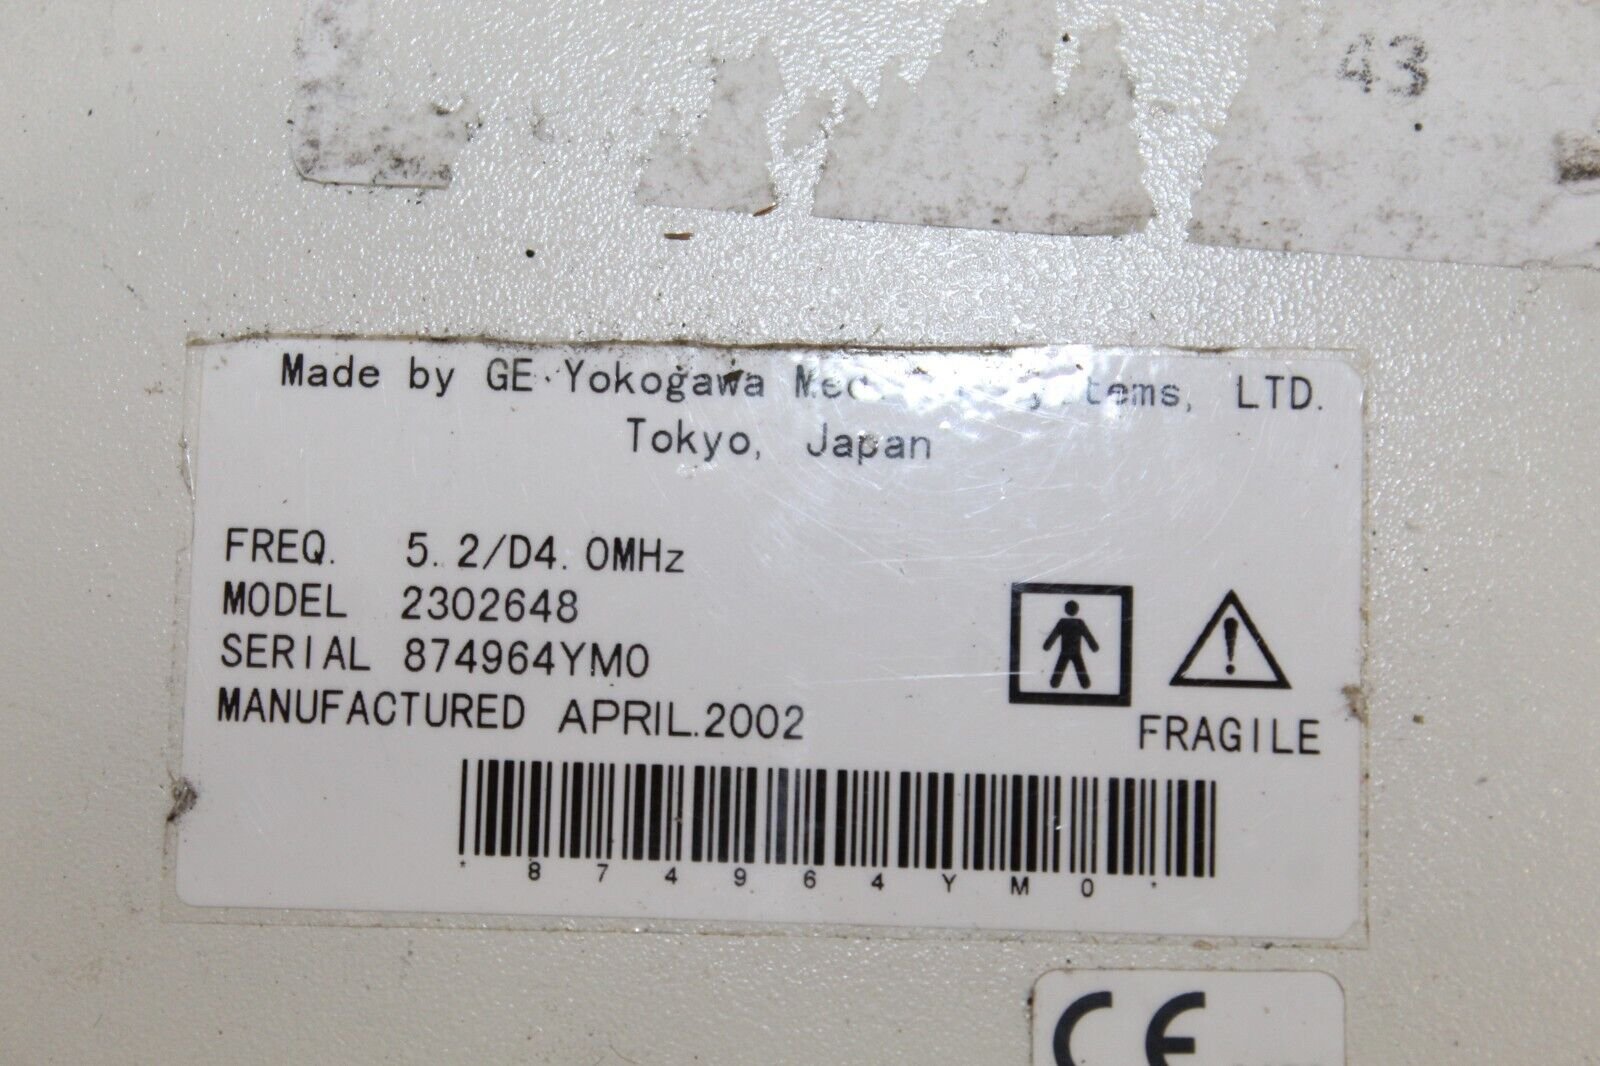 43
Made by GE Yokogawa Systems, LTD.
Tokyo, Japan
FREQ. 5.2/D4.0MHz
MODEL 2302648
SERIAL 874964YM0
MANUFACTURED APRIL.2002
FRAGILE
*874964YM0*
CE